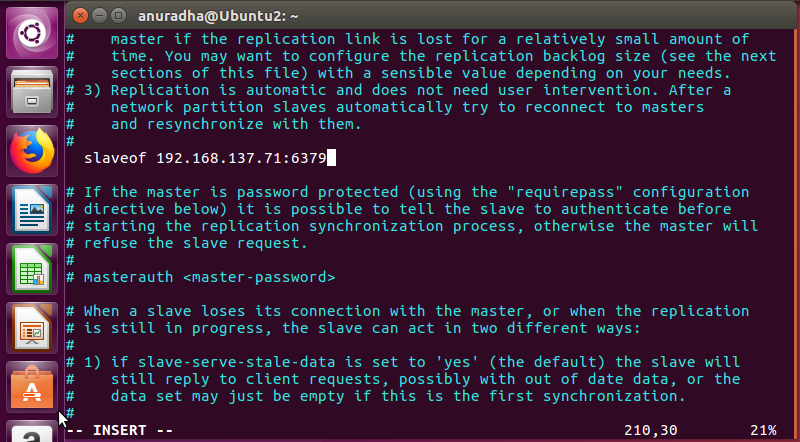 anuradha@Ubuntu2: ~
#    master if the replication link is lost for a relatively small amount of
#    time. You may want to configure the replication backlog size (see the next
#    sections of this file) with a sensible value depending on your needs.
# 3) Replication is automatic and does not need user intervention. After a
#    network partition slaves automatically try to reconnect to masters
#    and resynchronize with them.
#
  slaveof 192.168.137.71:6379
# If the master is password protected (using the "requirepass" configuration
# directive below) it is possible to tell the slave to authenticate before
# starting the replication synchronization process, otherwise the master will
# refuse the slave request.
#
# masterauth <master-password>
# When a slave loses its connection with the master, or when the replication
# is still in progress, the slave can act in two different ways:
#
# 1) if slave-serve-stale-data is set to 'yes' (the default) the slave will
#    still reply to client requests, possibly with out of date data, or the
#    data set may just be empty if this is the first synchronization.
#
-- INSERT -- 210,30 21%